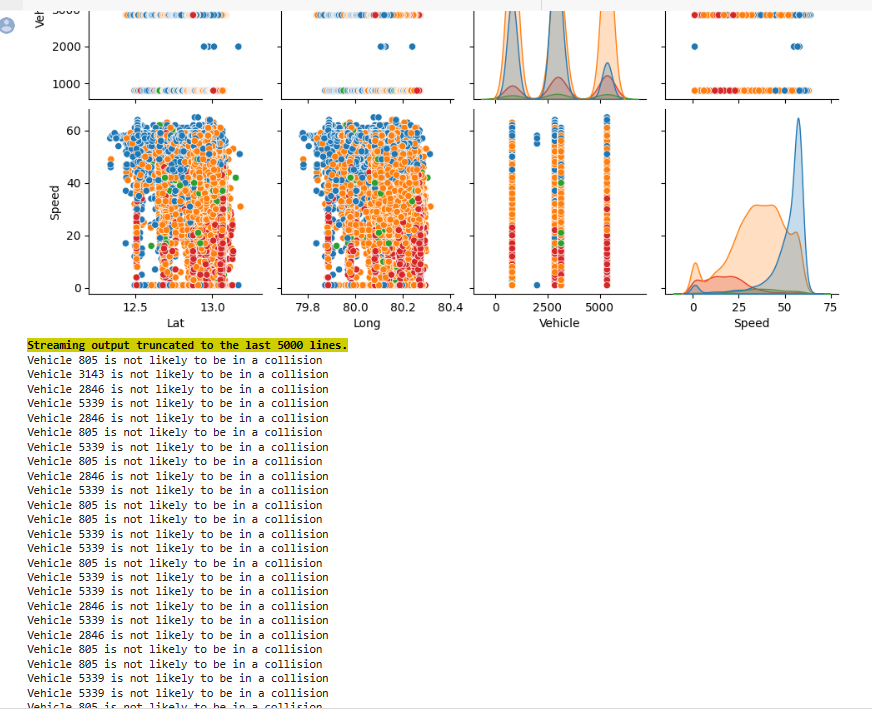 Veh
2000
1000
60
40
20
0
Speed
12.5 13.0
79.8 80.0 80.2 80.4
0 2500 5000
0 25 50 75
Lat Long Vehicle Speed
Streaming output truncated to the last 5000 lines.
Vehicle 805 is not likely to be in a collision
Vehicle 3143 is not likely to be in a collision
Vehicle 2846 is not likely to be in a collision
Vehicle 5339 is not likely to be in a collision
Vehicle 2846 is not likely to be in a collision
Vehicle 805 is not likely to be in a collision
Vehicle 5339 is not likely to be in a collision
Vehicle 805 is not likely to be in a collision
Vehicle 2846 is not likely to be in a collision
Vehicle 5339 is not likely to be in a collision
Vehicle 805 is not likely to be in a collision
Vehicle 805 is not likely to be in a collision
Vehicle 5339 is not likely to be in a collision
Vehicle 5339 is not likely to be in a collision
Vehicle 805 is not likely to be in a collision
Vehicle 5339 is not likely to be in a collision
Vehicle 5339 is not likely to be in a collision
Vehicle 2846 is not likely to be in a collision
Vehicle 5339 is not likely to be in a collision
Vehicle 2846 is not likely to be in a collision
Vehicle 805 is not likely to be in a collision
Vehicle 805 is not likely to be in a collision
Vehicle 5339 is not likely to be in a collision
Vehicle 5339 is not likely to be in a collision
Vehicle 805 is not likely to be in a collision